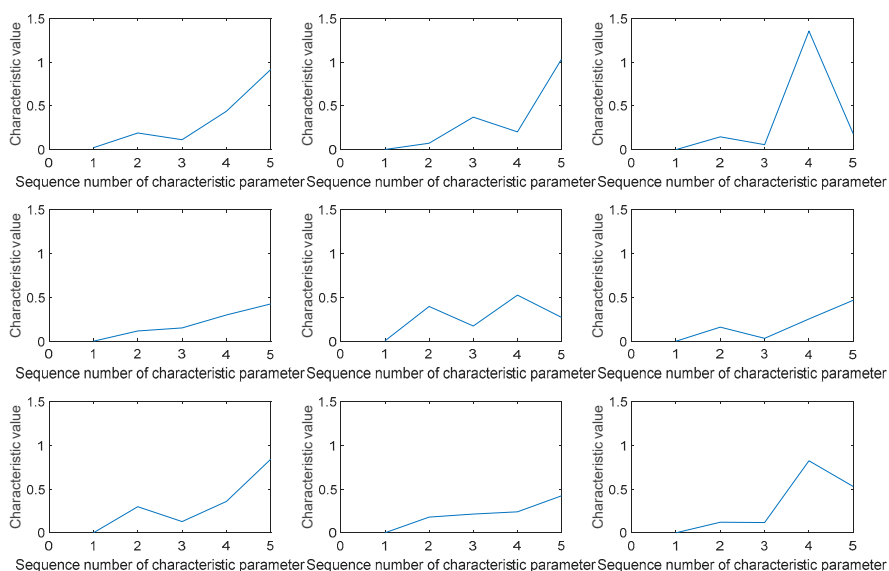 1.5 1.5 1.5
Characteristic value Characteristic value Characteristic value
1 1 1
0.5 0.5 0.5
0 0 0
0 1 2 3 4 5 0 1 2 3 4 5 0 1 2 3 4 5
Sequence number of characteristic parameter Sequence number of characteristic parameter Sequence number of characteristic parameter
1.5 1.5 1.5
Characteristic value Characteristic value Characteristic value
1 1 1
0.5 0.5 0.5
0 0 0
0 1 2 3 4 5 0 1 2 3 4 5 0 1 2 3 4 5
Sequence number of characteristic parameter Sequence number of characteristic parameter Sequence number of characteristic parameter
1.5 1.5 1.5
Characteristic value Characteristic value Characteristic value
1 1 1
0.5 0.5 0.5
0 0 0
0 1 2 3 4 5 0 1 2 3 4 5 0 1 2 3 4 5
Sequence number of characteristic parameter Sequence number of characteristic parameter Sequence number of characteristic parameter